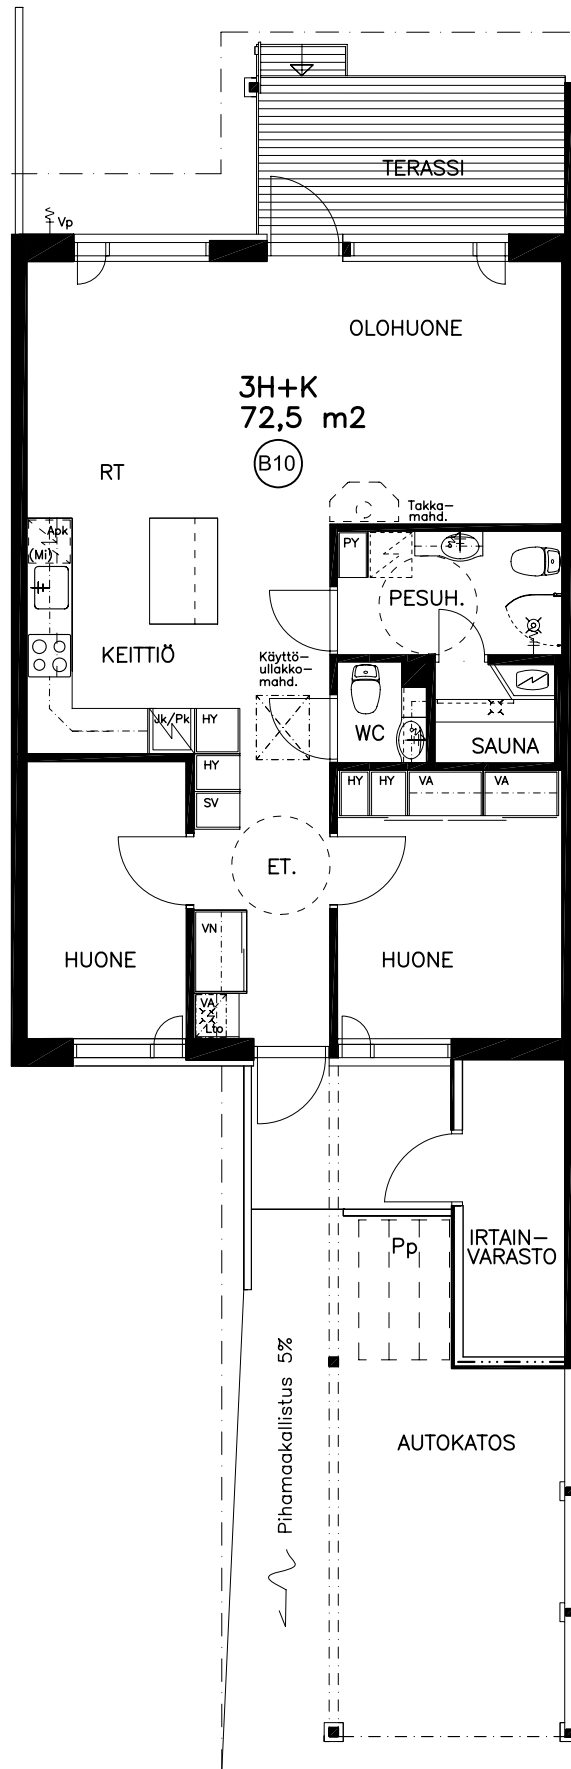 TERASSI
Vp
OLOHUONE
3H+K
72,5 m2
B10
RT
Takka-
mahd.
Apk
(Mi)
PY
PESUH.
KEITTIÖ
Käyttö-
ullakko-
mahd.
Jk/Pk
HY
WC
SAUNA
HY
SV
HY
HY
VA
VA
ET.
VN
HUONE
HUONE
VA
Lto
IRTAIN-
VARASTO
Pp
Pihamaakallistus 5%
AUTOKATOS